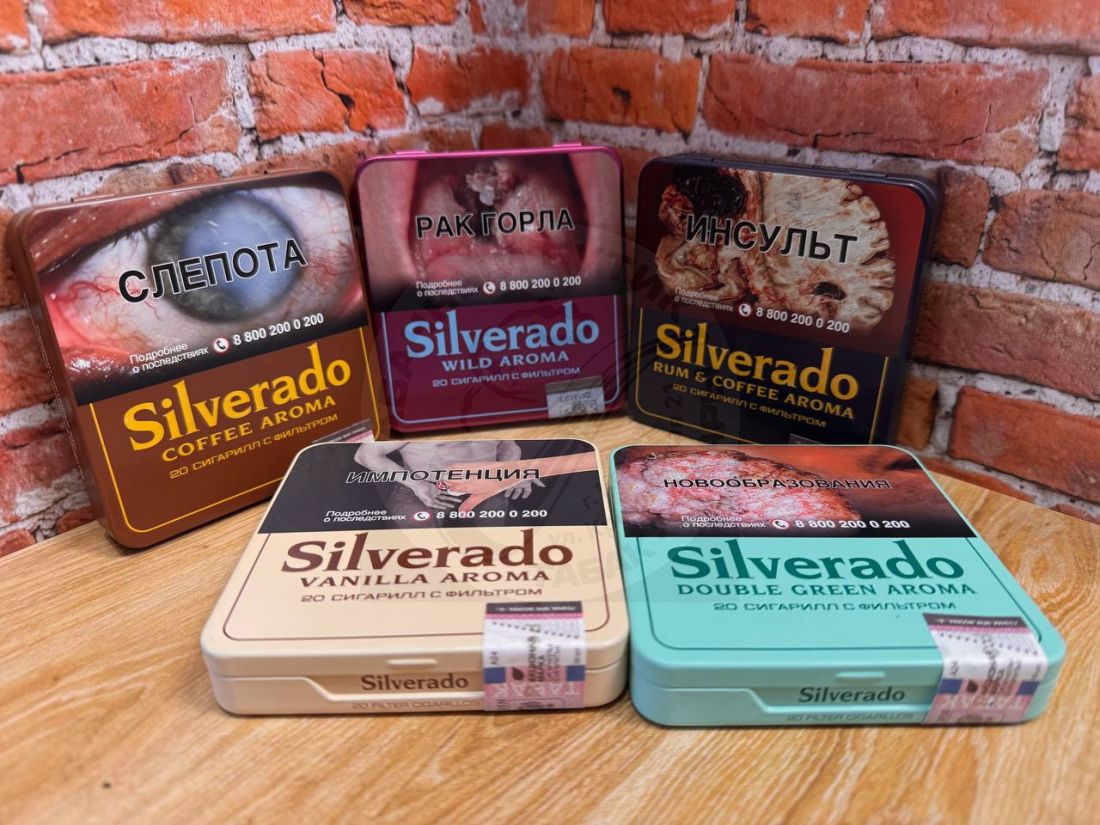 СЛЕПОТА
Подробнее
о последствиях 8 800 200 0 200
Silverado
COFFEE AROMA
20 СИГАРИЛЛ С ФИЛЬТРОМ
РАК ГОРЛА
Подробнее
о последствиях 8 800 200 0 200
Silverado
WILD AROMA
20 СИГАРИЛЛ С ФИЛЬТРОМ
ИНСУЛЬТ
Подробнее
о последствиях 8 800 200 0 200
Silverado
RUM & COFFEE AROMA
20 СИГАРИЛЛ С ФИЛЬТРОМ
ИМПОТЕНЦИЯ
Подробнее
о последствиях 8 800 200 0 200
Silverado
VANILLA AROMA
20 СИГАРИЛЛ С ФИЛЬТРОМ
Silverado
20 FILTER CIGARILLOS
НОВООБРАЗОВАНИЯ
Подробнее
о последствиях 8 800 200 0 200
Silverado
DOUBLE GREEN AROMA
20 СИГАРИЛЛ С ФИЛЬТРОМ
Silverado
20 FILTER CIGARILLOS
ТАБАК